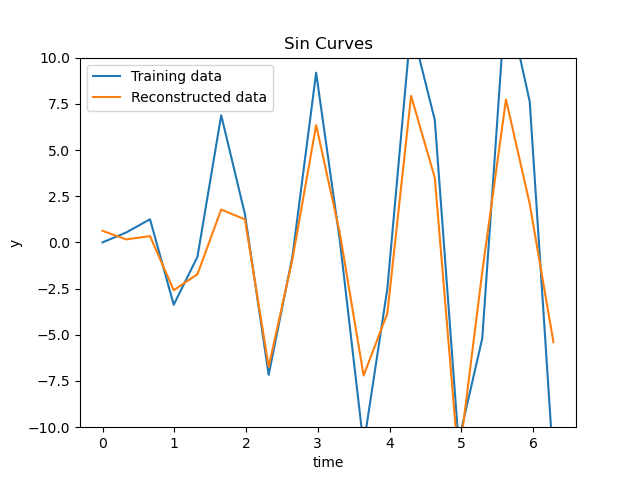 Sin Curves
Training data
Reconstructed data
10.0
7.5
5.0
2.5
0.0
−2.5
−5.0
−7.5
−10.0
y
0 1 2 3 4 5 6
time